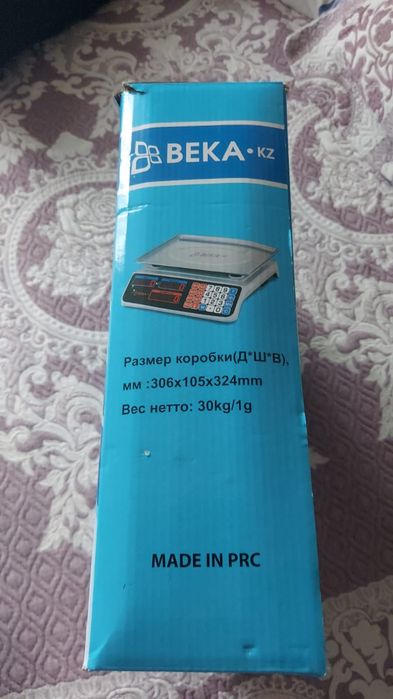 BEKA•KZ
Размер коробки(Д*Ш*В),
мм :306x105x324mm
Вес нетто: 30kg/1g
MADE IN PRC